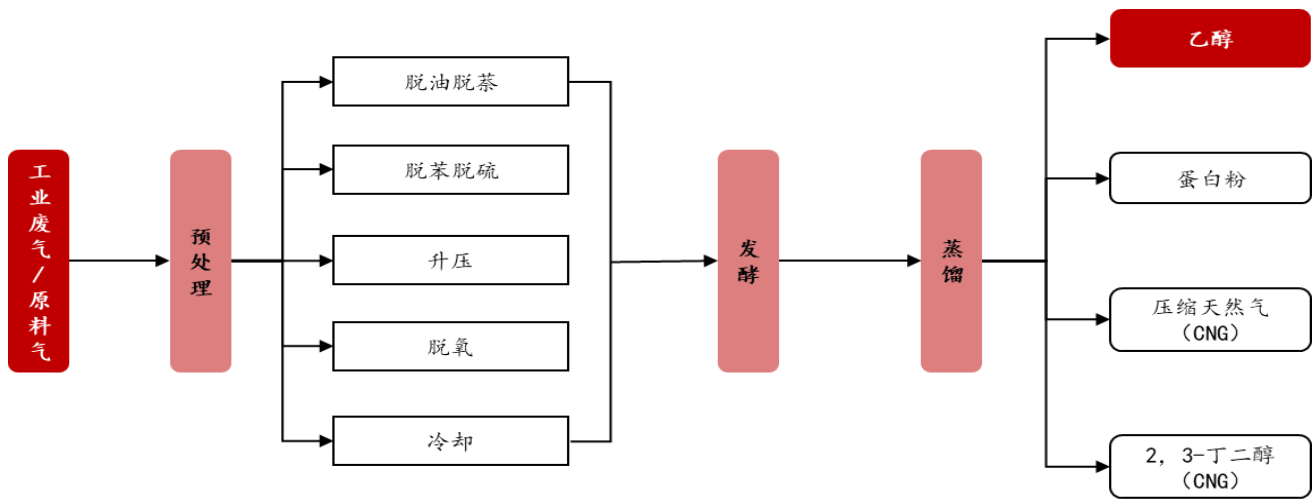 工业废气/原料气
预处理
脱油脱萘
脱苯脱硫
升压
脱氧
冷却
发酵
蒸馏
乙醇
蛋白粉
压缩天然气
（CNG）
2，3-丁二醇
（CNG）